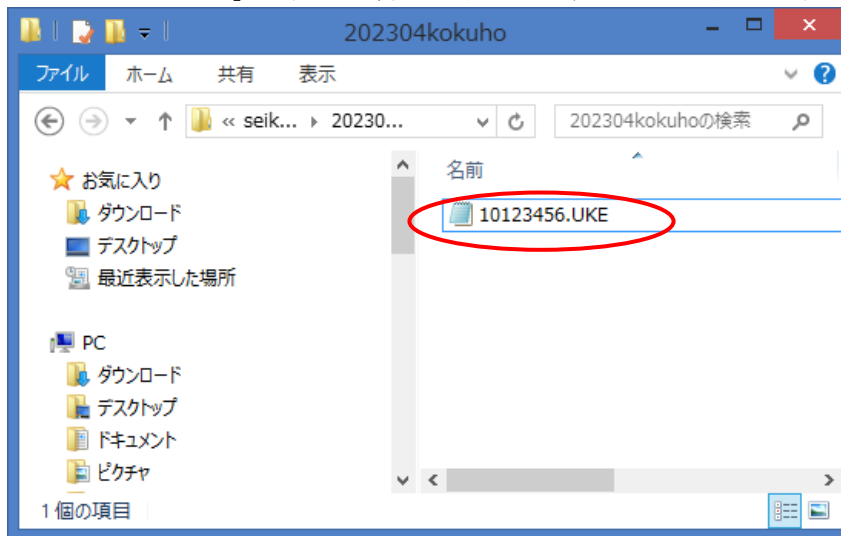 202304kokuho
ファイル ホーム 共有 表示
« seik... ▸ 20230... 202304kokuhoの検索
お気に入り
ダウンロード
デスクトップ
最近表示した場所
PC
ダウンロード
デスクトップ
ドキュメント
ピクチャ
名前
10123456.UKE
1 個の項目